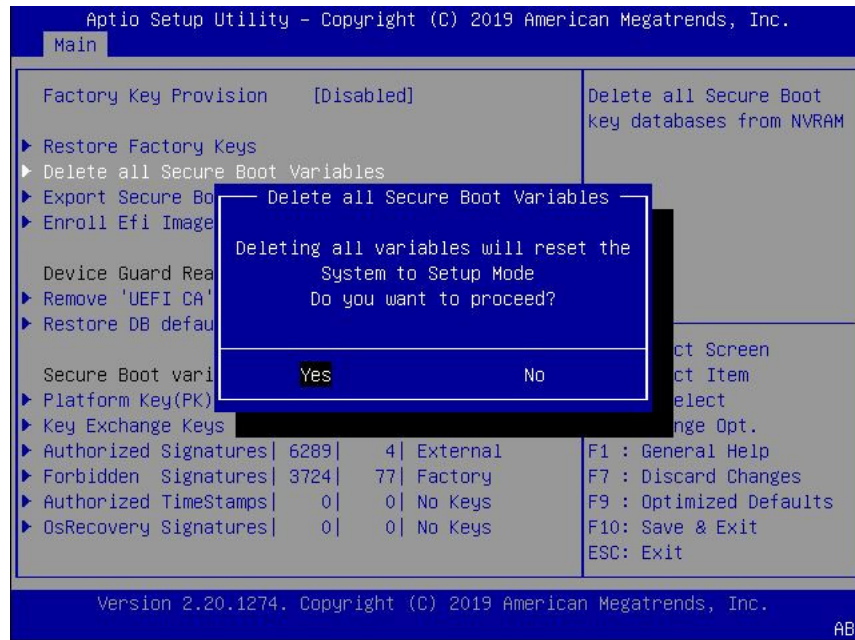 Aptio Setup Utility – Copyright (C) 2019 American Megatrends, Inc.
Main
Factory Key Provision [Disabled]
Restore Factory Keys
Delete all Secure Boot Variables
Export Secure Bo
Enroll Efi Image
Device Guard Rea
Remove 'UEFI CA'
Restore DB defau
Secure Boot vari
Platform Key(PK)
Key Exchange Keys
Authorized Signatures| 6289| 4| External
Forbidden Signatures| 3724| 77| Factory
Authorized TimeStamps| 0| 0| No Keys
OsRecovery Signatures| 0| 0| No Keys
Delete all Secure Boot Variables
Deleting all variables will reset the
System to Setup Mode
Do you want to proceed?
Yes No
Delete all Secure Boot
key databases from NVRAM
ct Screen
ct Item
elect
nge Opt.
F1 : General Help
F7 : Discard Changes
F9 : Optimized Defaults
F10: Save & Exit
ESC: Exit
Version 2.20.1274. Copyright (C) 2019 American Megatrends, Inc.
AB